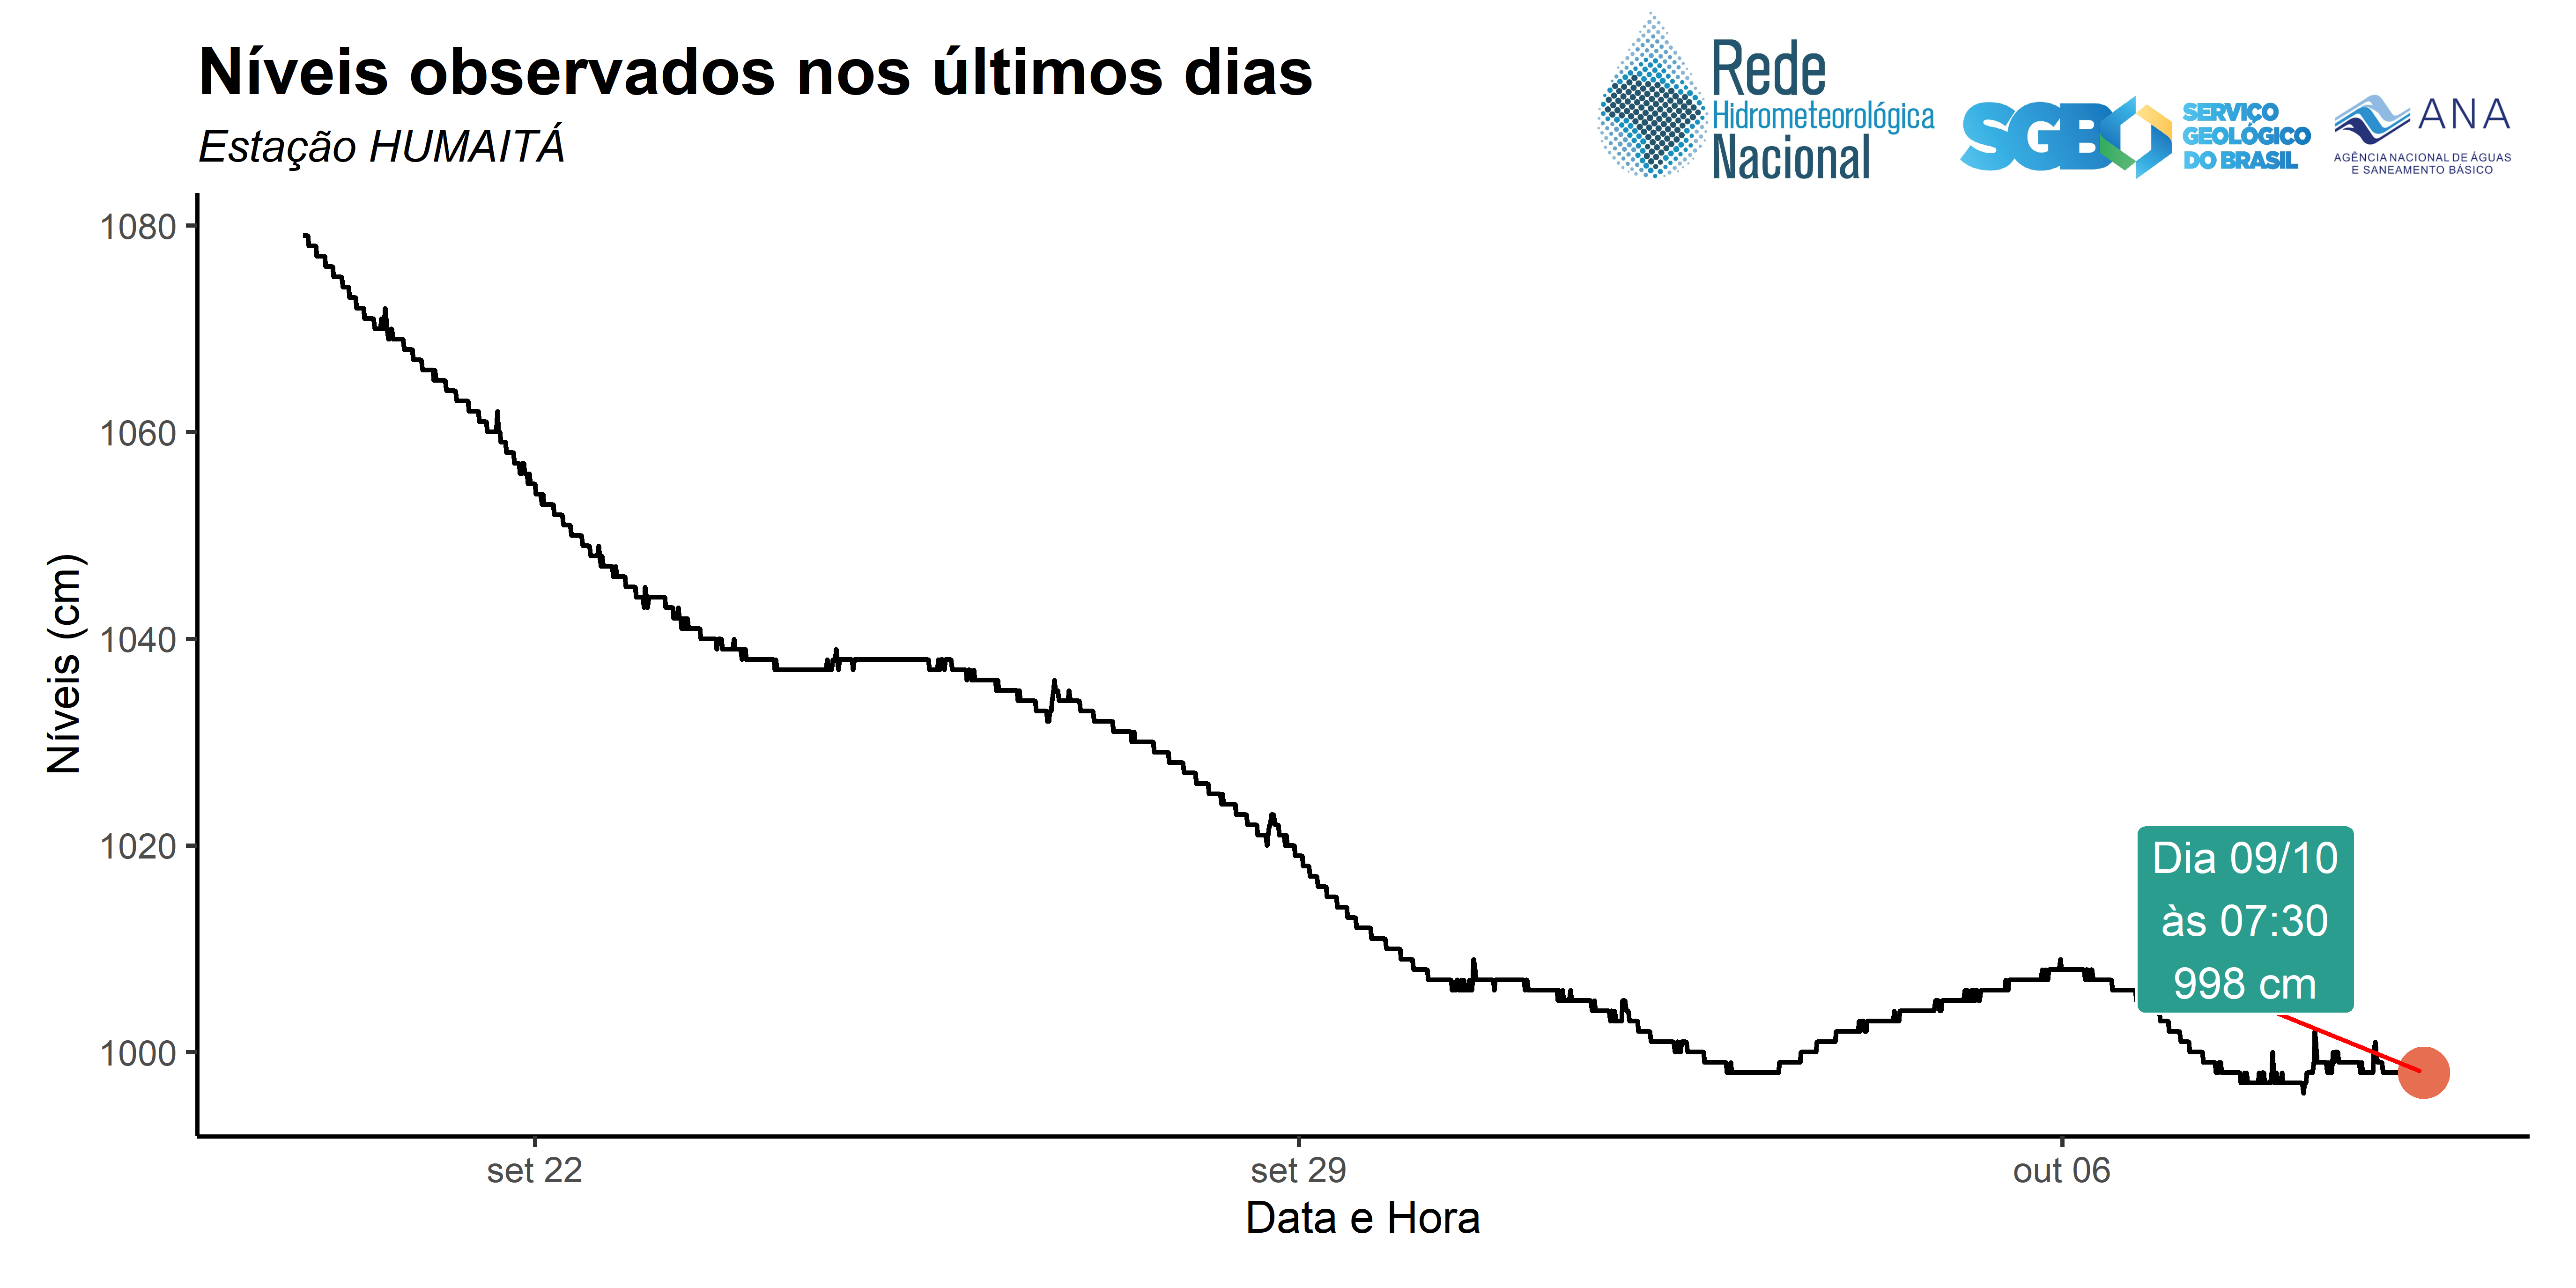 Níveis observados nos últimos dias
Estação HUMAITÁ
Rede
Hidrometeorológica
Nacional
SGB
SERVIÇO
GEOLÓGICO
DO BRASIL
ANA
AGÊNCIA NACIONAL DE ÁGUAS
E SANEAMENTO BÁSICO
Níveis (cm)
1080
1060
1040
1020
1000
Dia 09/10
às 07:30
998 cm
set 22
set 29
out 06
Data e Hora